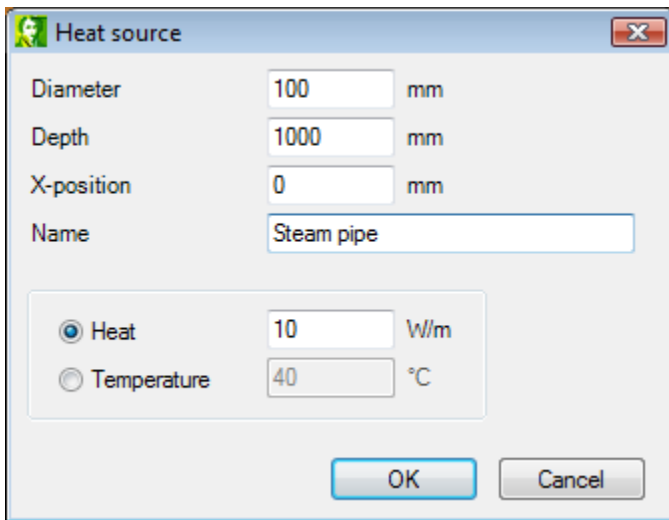 Heat source
Diameter 100 mm
Depth 1000 mm
X-position 0 mm
Name Steam pipe
Heat 10 W/m
Temperature 40 °C
OK Cancel